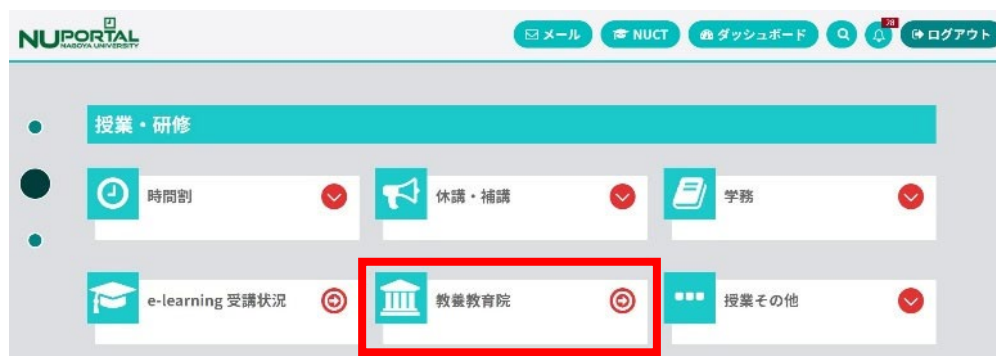 NUPORTAL
NAGOYA UNIVERSITY
メール
NUCT
ダッシュボード
28
ログアウト
授業・研修
時間割
休講・補講
学務
e-learning 受講状況
教養教育院
授業その他